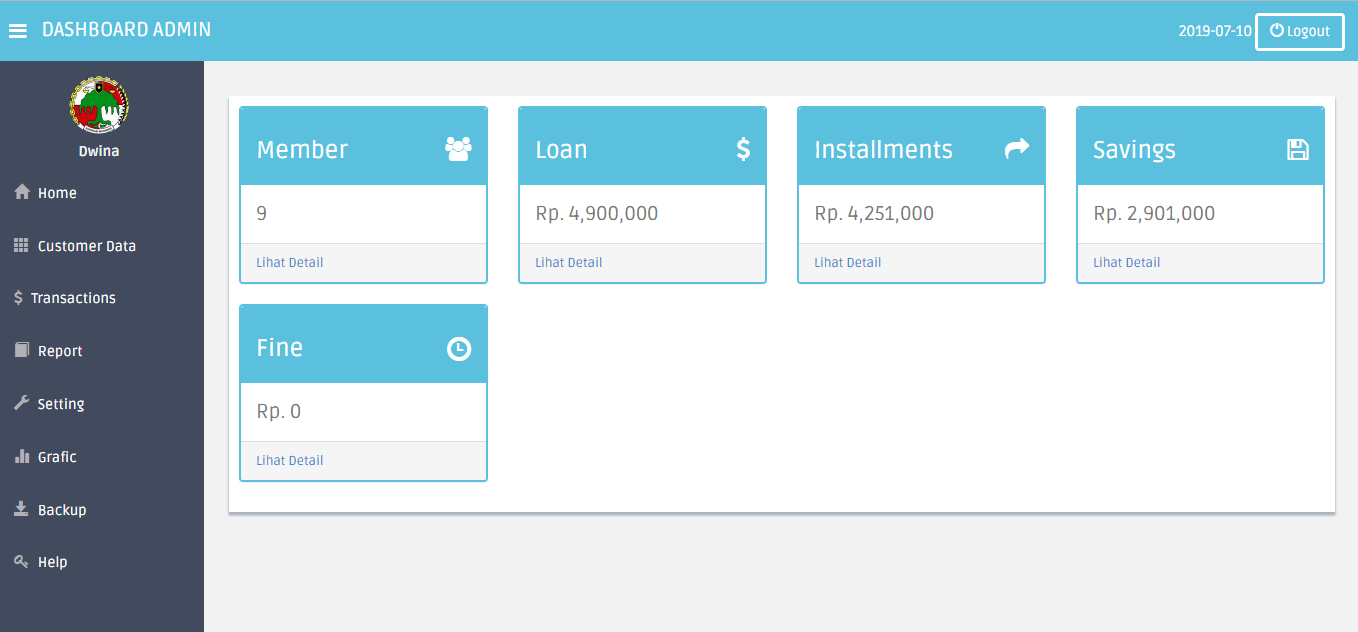 DASHBOARD ADMIN
2019-07-10 Logout
Dwina
Home
Customer Data
$ Transactions
Report
Setting
Grafic
Backup
Help
Member
9
Lihat Detail
Loan $
Rp. 4,900,000
Lihat Detail
Installments
Rp. 4,251,000
Lihat Detail
Savings
Rp. 2,901,000
Lihat Detail
Fine
Rp. 0
Lihat Detail